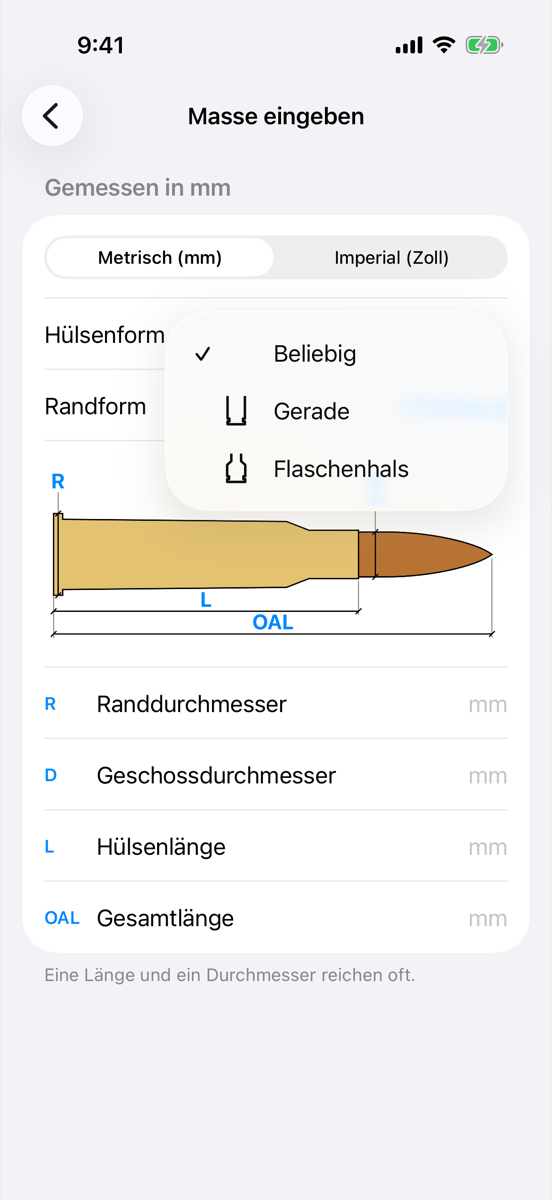 9:41
Masse eingeben
Gemessen in mm
Metrisch (mm)
Imperial (Zoll)
Hülsenform
Beliebig
Randform
Gerade
Flaschenhals
R
L
OAL
R Randdurchmesser mm
D Geschossdurchmesser mm
L Hülsenlänge mm
OAL Gesamtlänge mm
Eine Länge und ein Durchmesser reichen oft.